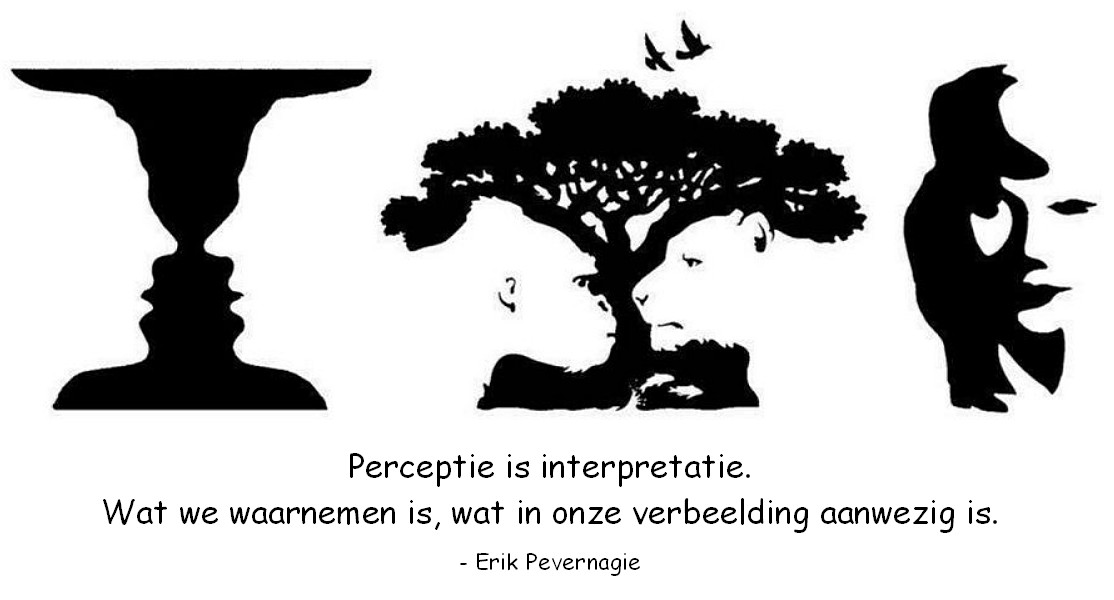 Perceptie is interpretatie.
Wat we waarnemen is, wat in onze verbeelding aanwezig is.
- Erik Pevernagie